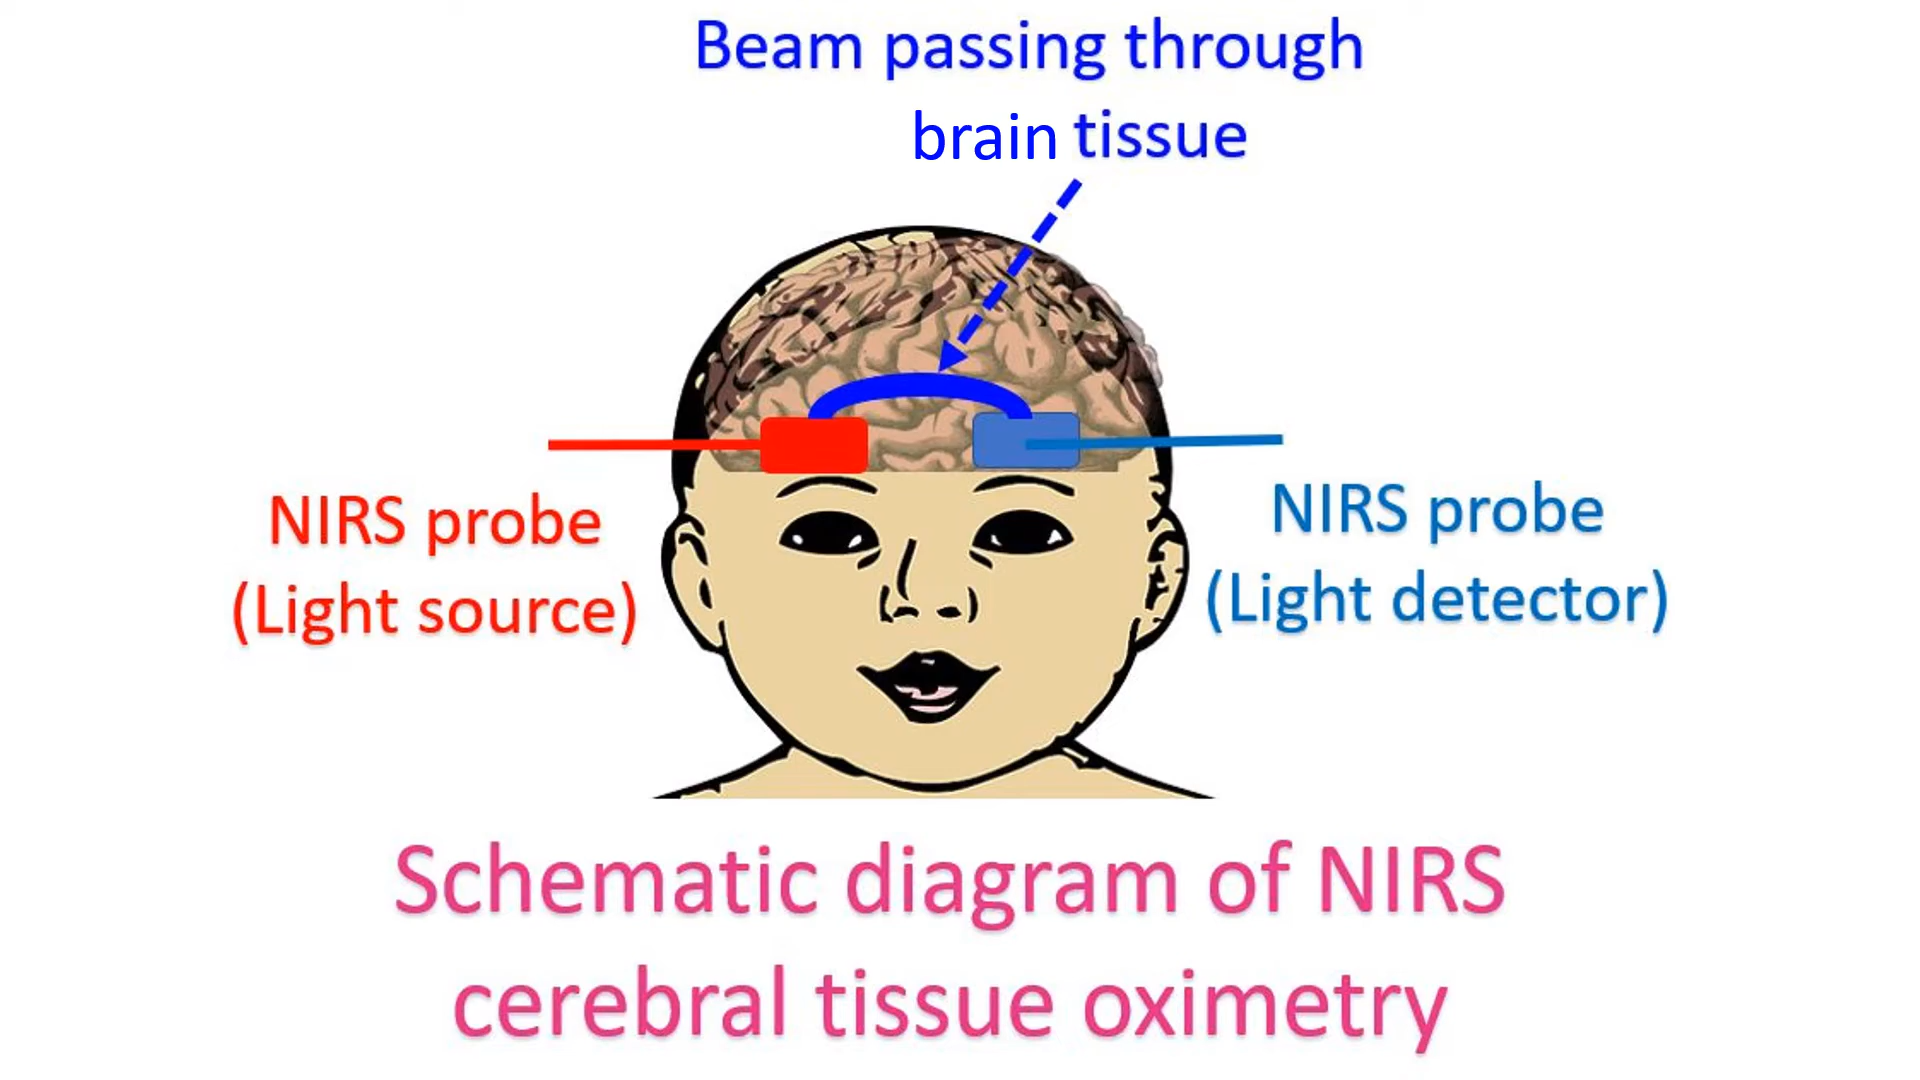 Beam passing through
brain tissue
NIRS probe
(Light source)
NIRS probe
(Light detector)
Schematic diagram of NIRS
cerebral tissue oximetry